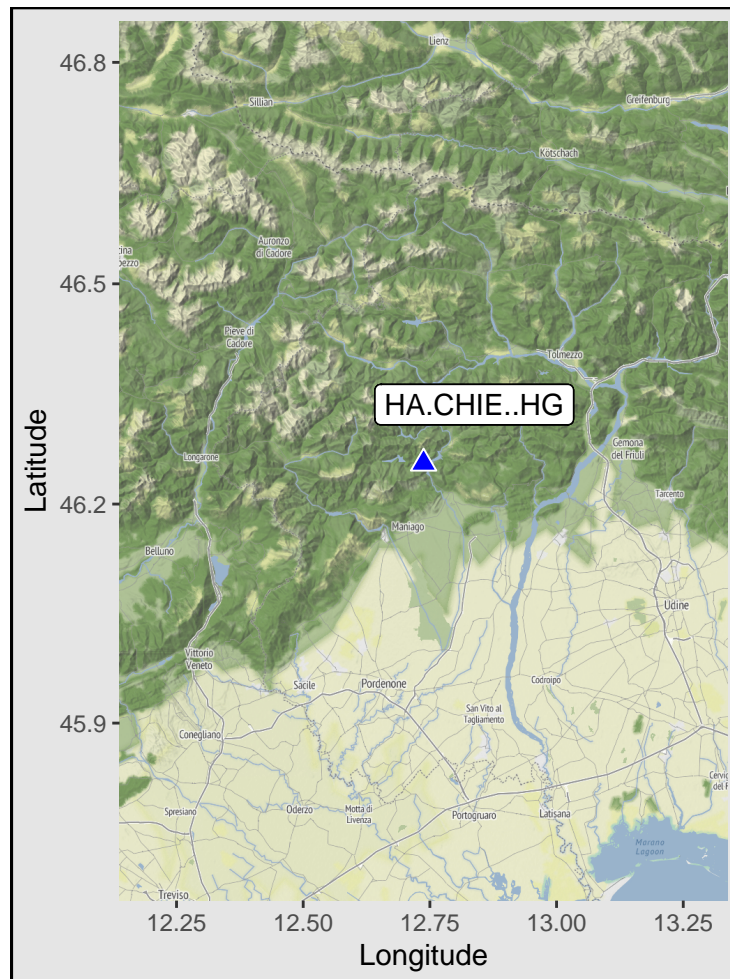 46.8
46.5
46.2
45.9
Latitude
Lienz
Sillian
Greifenburg
Kötschach
Auronzo
di Cadore
Pieve di
Cadore
Tolmezzo
HA.CHIE..HG
Longarone
Gemona
del Friuli
Tarcento
Maniago
Belluno
Udine
Vittorio
Veneto
Sacile
Pordenone
Codroipo
San Vito al
Tagliamento
Conegliano
Spresiano
Oderzo
Motta di
Livenza
Portogruaro
Latisana
Marano
Lagoon
Treviso
12.25
12.50
12.75
13.00
13.25
Longitude